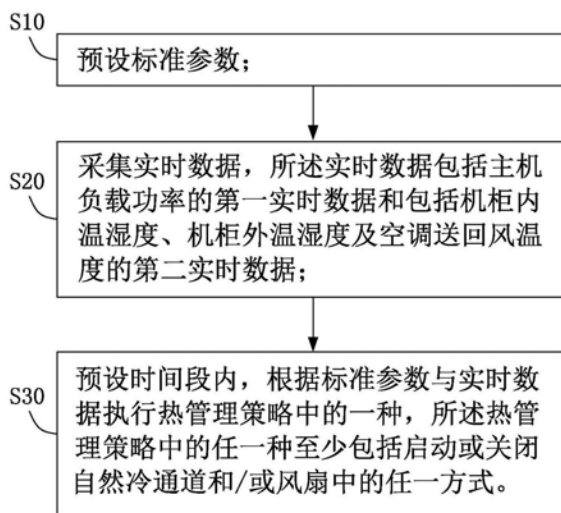 S10
预设标准参数;
S20
采集实时数据，所述实时数据包括主机
负载功率的第一实时数据和包括机柜内
温湿度、机柜外温湿度及空调送回风温
度的第二实时数据;
S30
预设时间段内，根据标准参数与实时数
据执行热管理策略中的一种，所述热管
理策略中的任一种至少包括启动或关闭
自然冷通道和/或风扇中的任一方式。